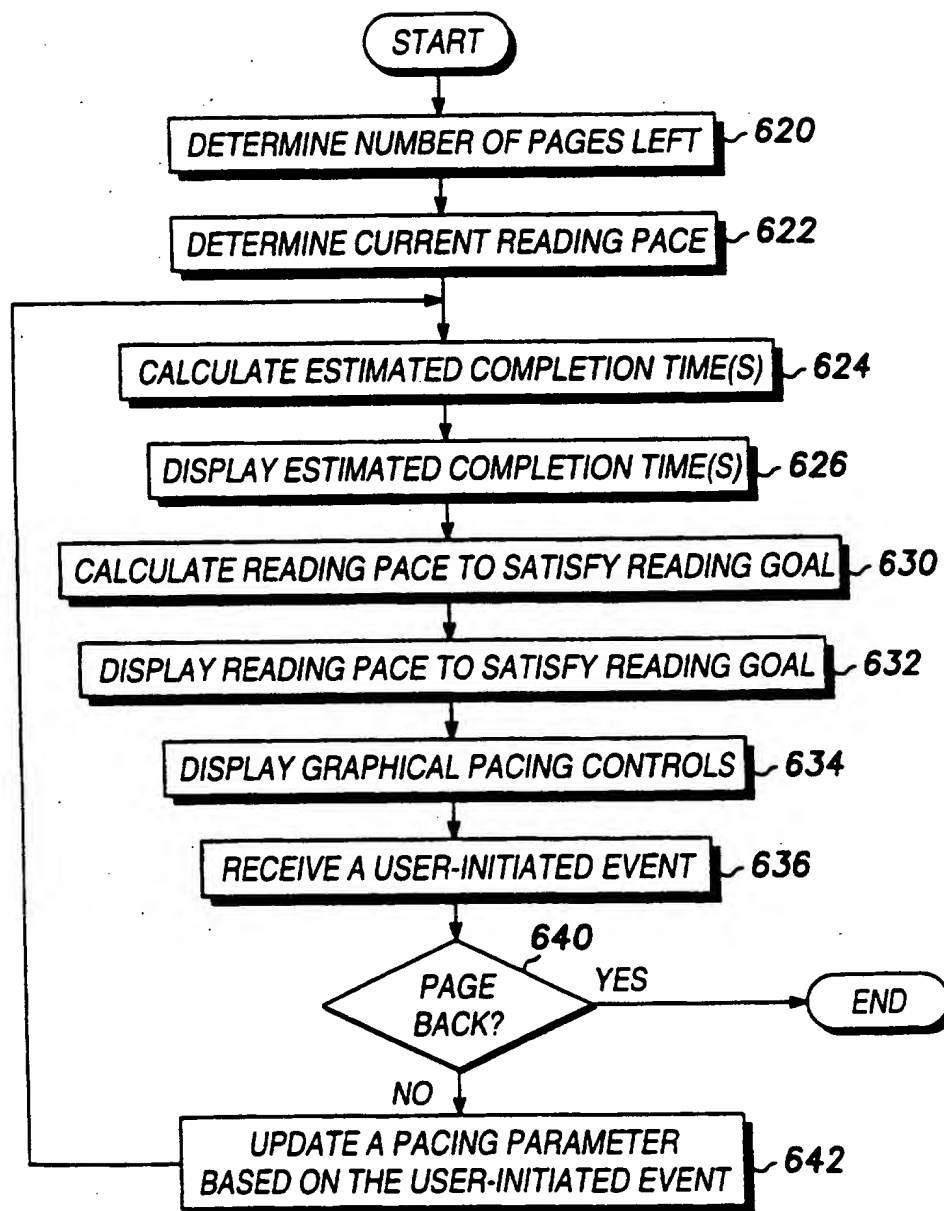 START
DETERMINE NUMBER OF PAGES LEFT
620
DETERMINE CURRENT READING PACE
622
CALCULATE ESTIMATED COMPLETION TIME(S)
624
DISPLAY ESTIMATED COMPLETION TIME(S)
626
CALCULATE READING PACE TO SATISFY READING GOAL
630
DISPLAY READING PACE TO SATISFY READING GOAL
632
DISPLAY GRAPHICAL PACING CONTROLS
634
RECEIVE A USER-INITIATED EVENT
636
640
PAGE
BACK?
YES
END
NO
UPDATE A PACING PARAMETER
BASED ON THE USER-INITIATED EVENT
642